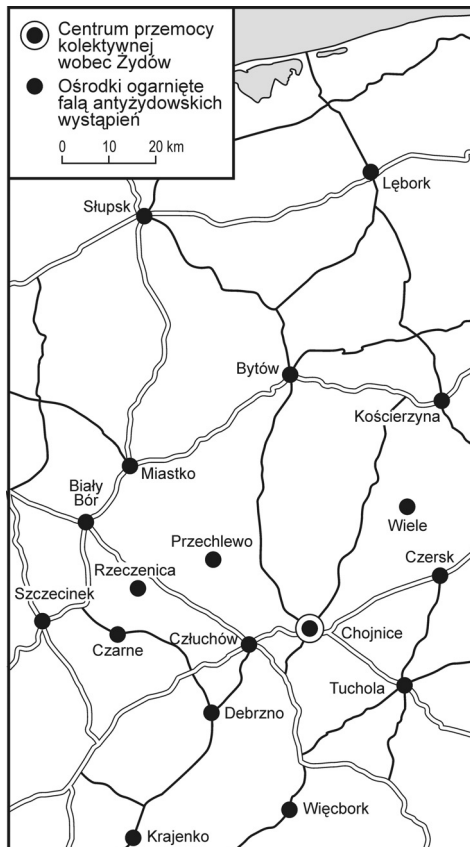 Centrum przemocy
kolektywnej
wobec Żydów
Ośrodki ogarnięte
falą antyżydowskich
wystąpień
0 10 20 km
Lębork
Słupsk
Bytów
Kościerzyna
Miastko
Biały
Bór
Wiele
Przechlewo
Czersk
Rzeczenica
Szczecinek
Człuchów
Chojnice
Czarne
Tuchola
Debrzno
Więcbork
Krajenko